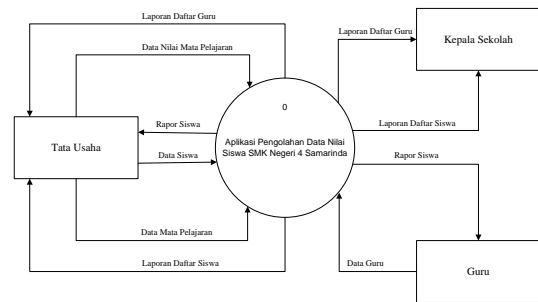 Laporan Daftar Guru
Data Nilai Mata Pelajaran
Laporan Daftar Guru
Kepala Sekolah
0
Aplikasi Pengolahan Data Nilai
Siswa SMK Negeri 4 Samarinda
Rapor Siswa
Tata Usaha
Data Siswa
Laporan Daftar Siswa
Rapor Siswa
Data Mata Pelajaran
Laporan Daftar Siswa
Data Guru
Guru